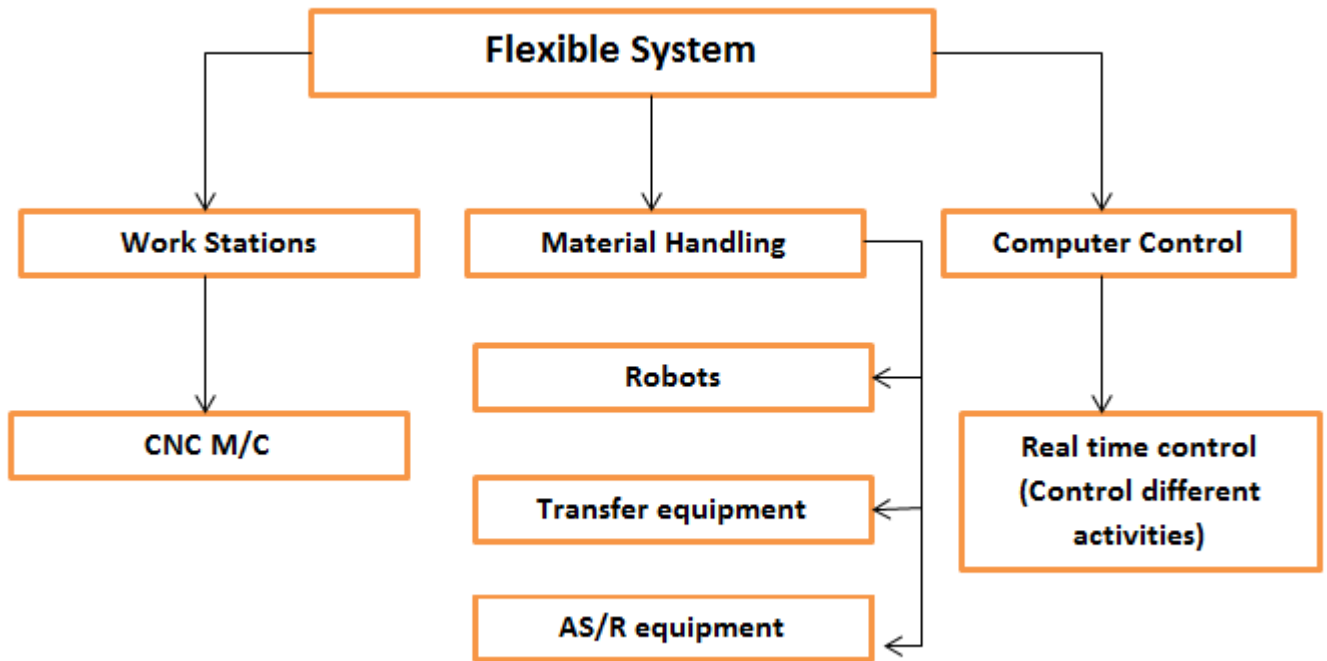 Flexible System
Work Stations
Material Handling
Computer Control
Robots
CNC M/C
Real time control
(Control different
activities)
Transfer equipment
AS/R equipment